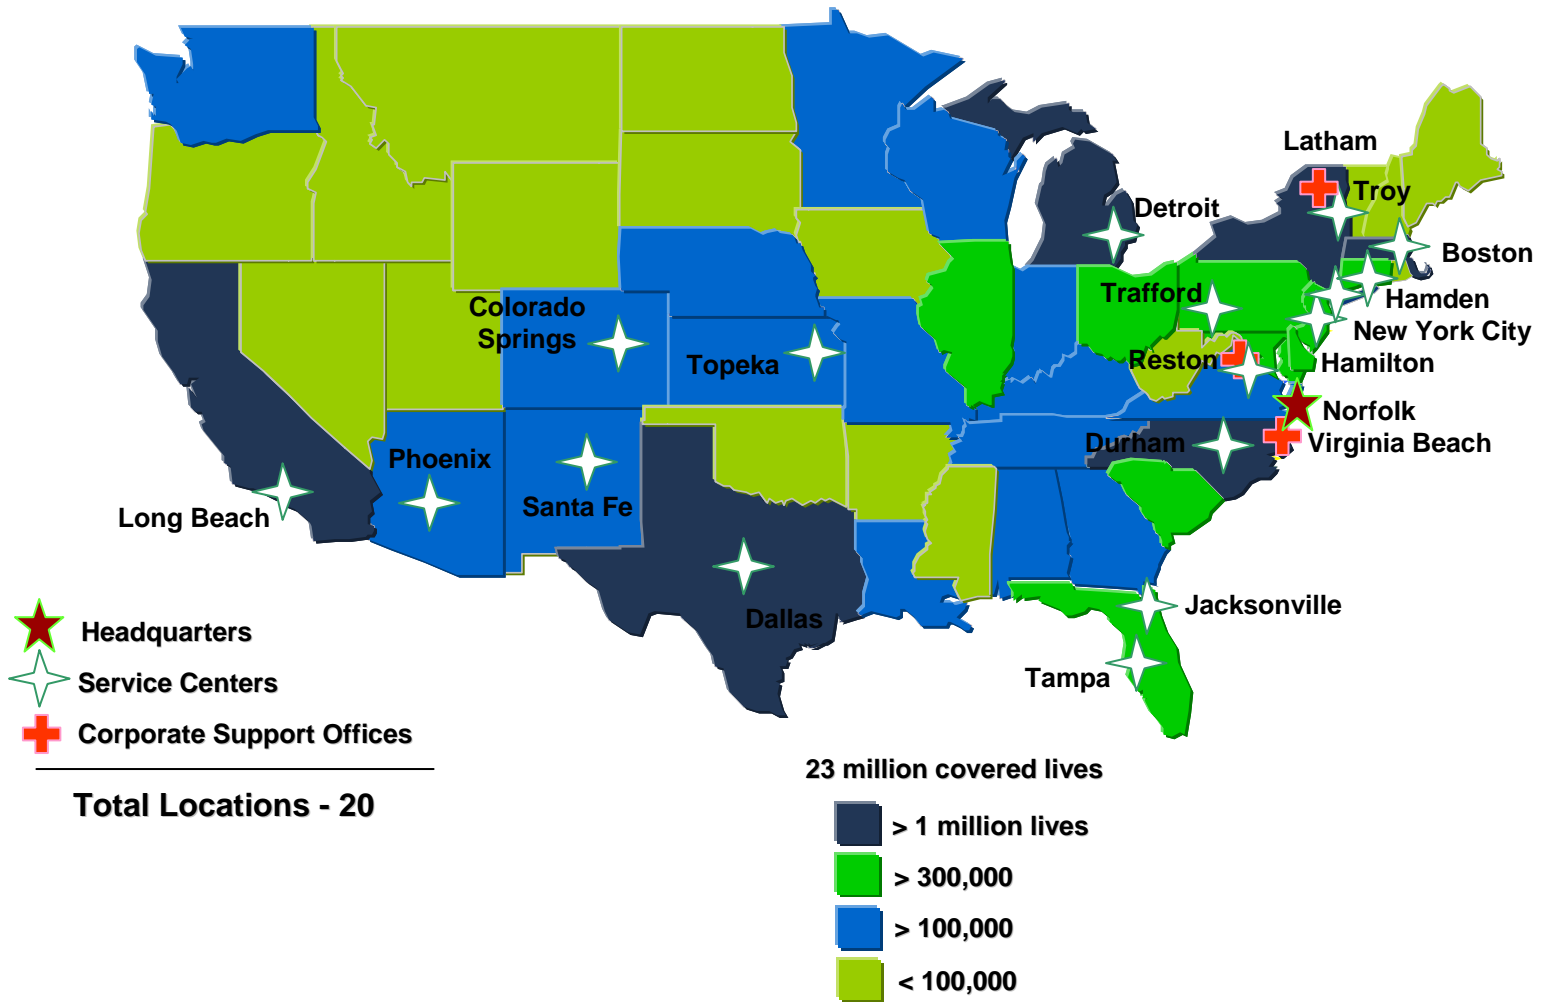 Latham
Troy
Detroit
Boston
Trafford
Hamden
Colorado
Springs
New York City
Topeka
Reston
Hamilton
Norfolk
Durham
Virginia Beach
Phoenix
Santa Fe
Long Beach
Dallas
Jacksonville
Tampa
Headquarters
Service Centers
Corporate Support Offices
Total Locations - 20
23 million covered lives
> 1 million lives
> 300,000
> 100,000
< 100,000